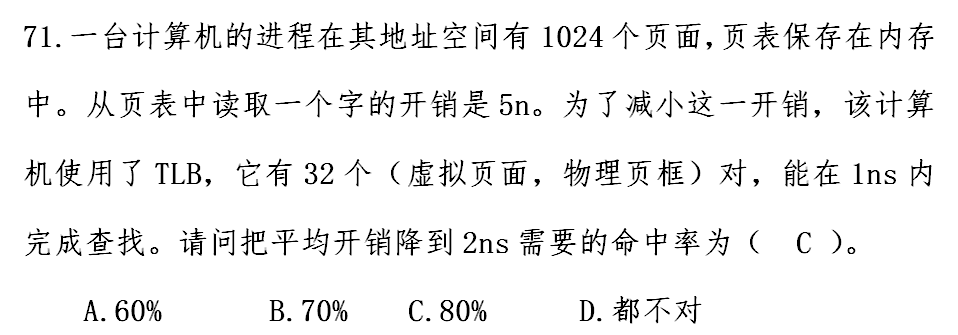 71.一台计算机的进程在其地址空间有 1024 个页面,页表保存在内存
中。从页表中读取一个字的开销是 5n。为了减小这一开销，该计算
机使用了 TLB，它有 32 个（虚拟页面，物理页框）对，能在 1ns 内
完成查找。请问把平均开销降到 2ns 需要的命中率为（ C ）。
A.60% B.70% C.80% D.都不对